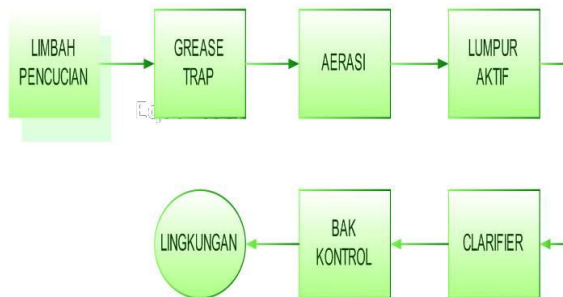 LIMBAH
PENCUCIAN
GREASE
TRAP
AERASI
LUMPUR
AKTIF
LINGKUNGAN
BAK
KONTROL
CLARIFIER